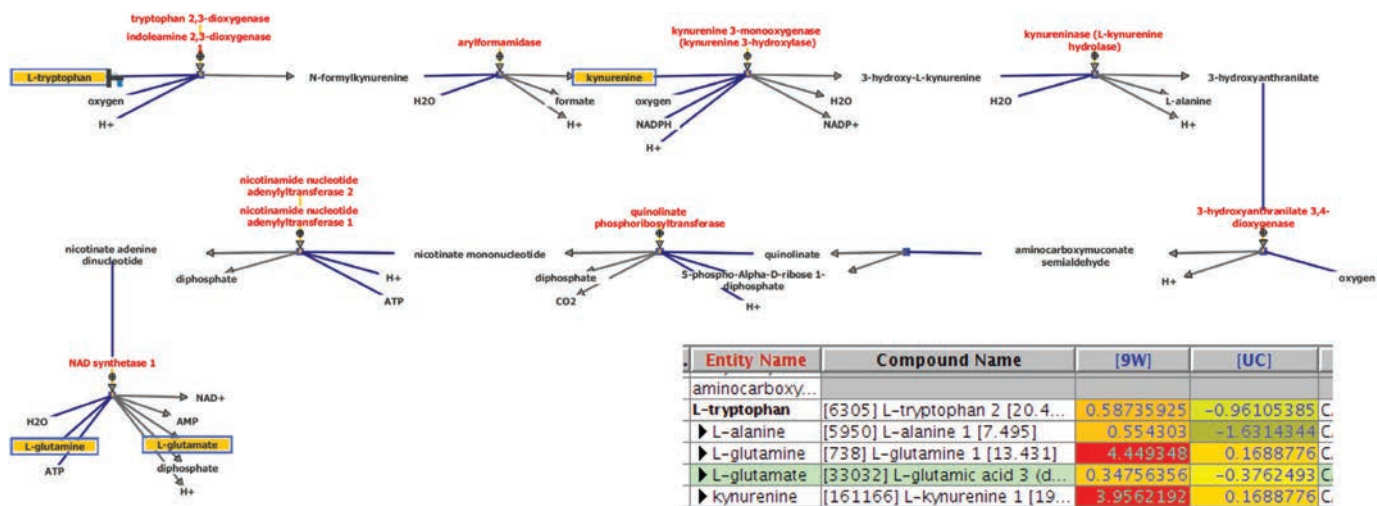 tryptophan 2,3-dioxygenase
indoleamine 2,3-dioxygenase
L-tryptophan
oxygen
H+
N-formylkynurenine
arylformamidase
H2O
formate
H+
kynurenine
kynurenine 3-monooxygenase
(kynurenine 3-hydroxylase)
oxygen
NADPH
H+
H2O
NADP+
3-hydroxy-L-kynurenine
kynureninase (L-kynurenine
hydrolase)
H2O
L-alanine
H+
3-hydroxyanthranilate
3-hydroxyanthranilate 3,4-
dioxygenase
oxygen
H+
aminocarboxymuconate
semialdehyde
quinolinate
quinolinate
phosphoribosyltransferase
5-phospho-Alpha-D-ribose 1-
diphosphate
H+
diphosphate
CO2
nicotinate mononucleotide
nicotinamide nucleotide
adenylyltransferase 2
nicotinamide nucleotide
adenylyltransferase 1
H+
ATP
diphosphate
nicotinate adenine
dinucleotide
NAD synthetase 1
H2O
L-glutamine
ATP
NAD+
AMP
L-glutamate
diphosphate
H+
. Entity Name Compound Name [9W] [UC]
aminocarboxy...
L-tryptophan [6305] L-tryptophan 2 [20.4... 0.58735925 -0.96105385 C.
L-alanine [5950] L-alanine 1 [7.495] 0.554303 -1.6314344 C.
L-glutamine [738] L-glutamine 1 [13.431] 4.449348 0.1688776 C.
L-glutamate [33032] L-glutamic acid 3 (d... 0.34756356 -0.3762493 C.
kynurenine [161166] L-kynurenine 1 [19... 3.9562192 0.1688776 C.